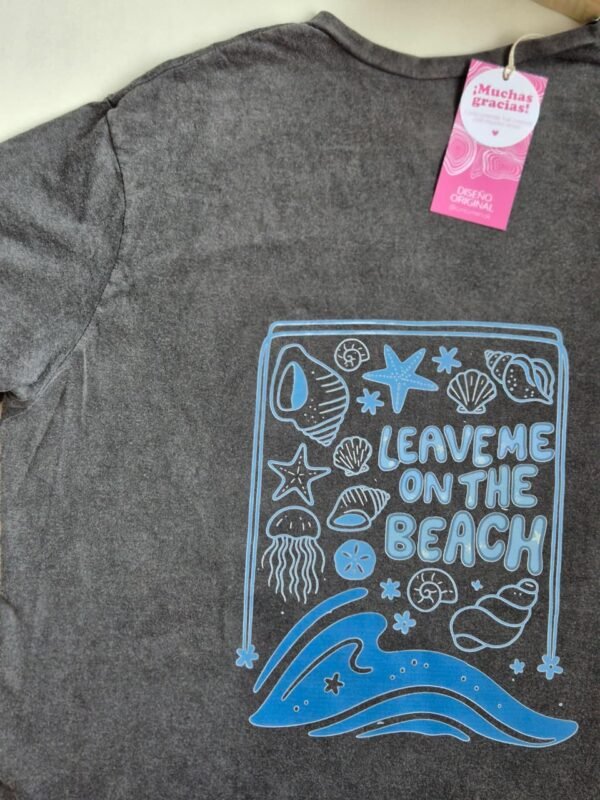 ¡Muchas
gracias!
DISEÑO
ORIGINAL
LEAVE ME
ON THE
BEACH